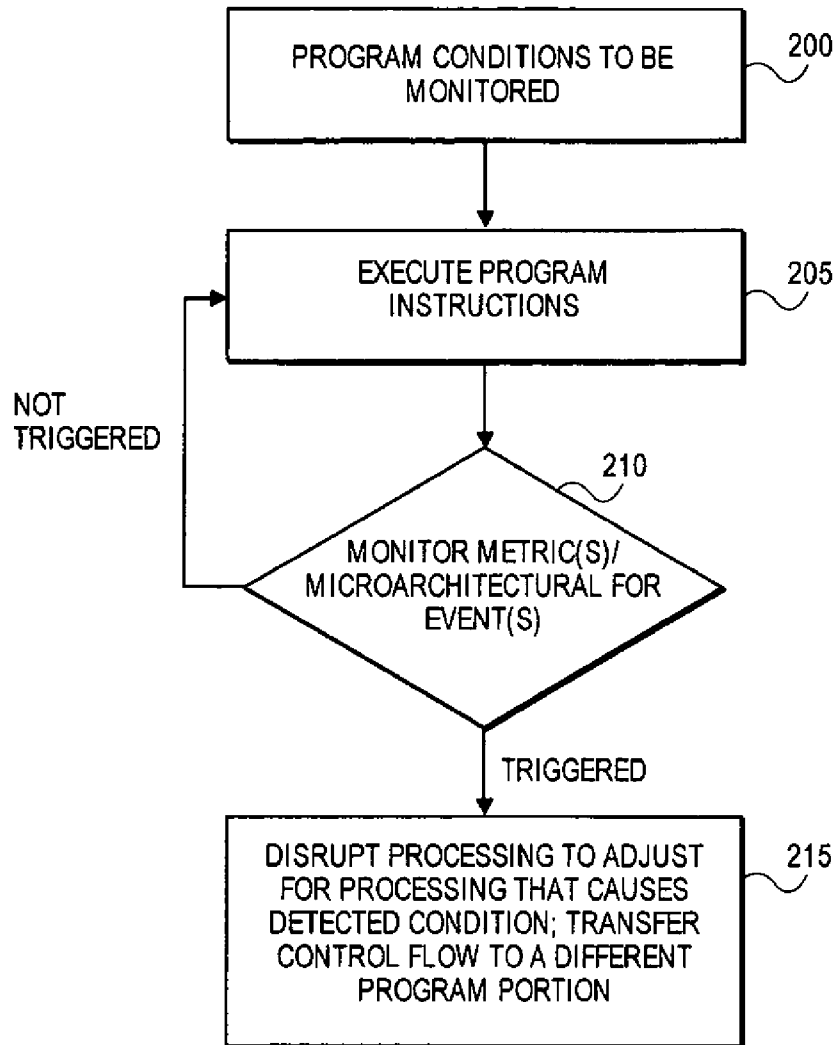 PROGRAM CONDITIONS TO BE
MONITORED
200
EXECUTE PROGRAM
INSTRUCTIONS
205
NOT
TRIGGERED
210
MONITOR METRIC(S)/
MICROARCHITECTURAL FOR
EVENT(S)
TRIGGERED
DISRUPT PROCESSING TO ADJUST
FOR PROCESSING THAT CAUSES
DETECTED CONDITION; TRANSFER
CONTROL FLOW TO A DIFFERENT
PROGRAM PORTION
215